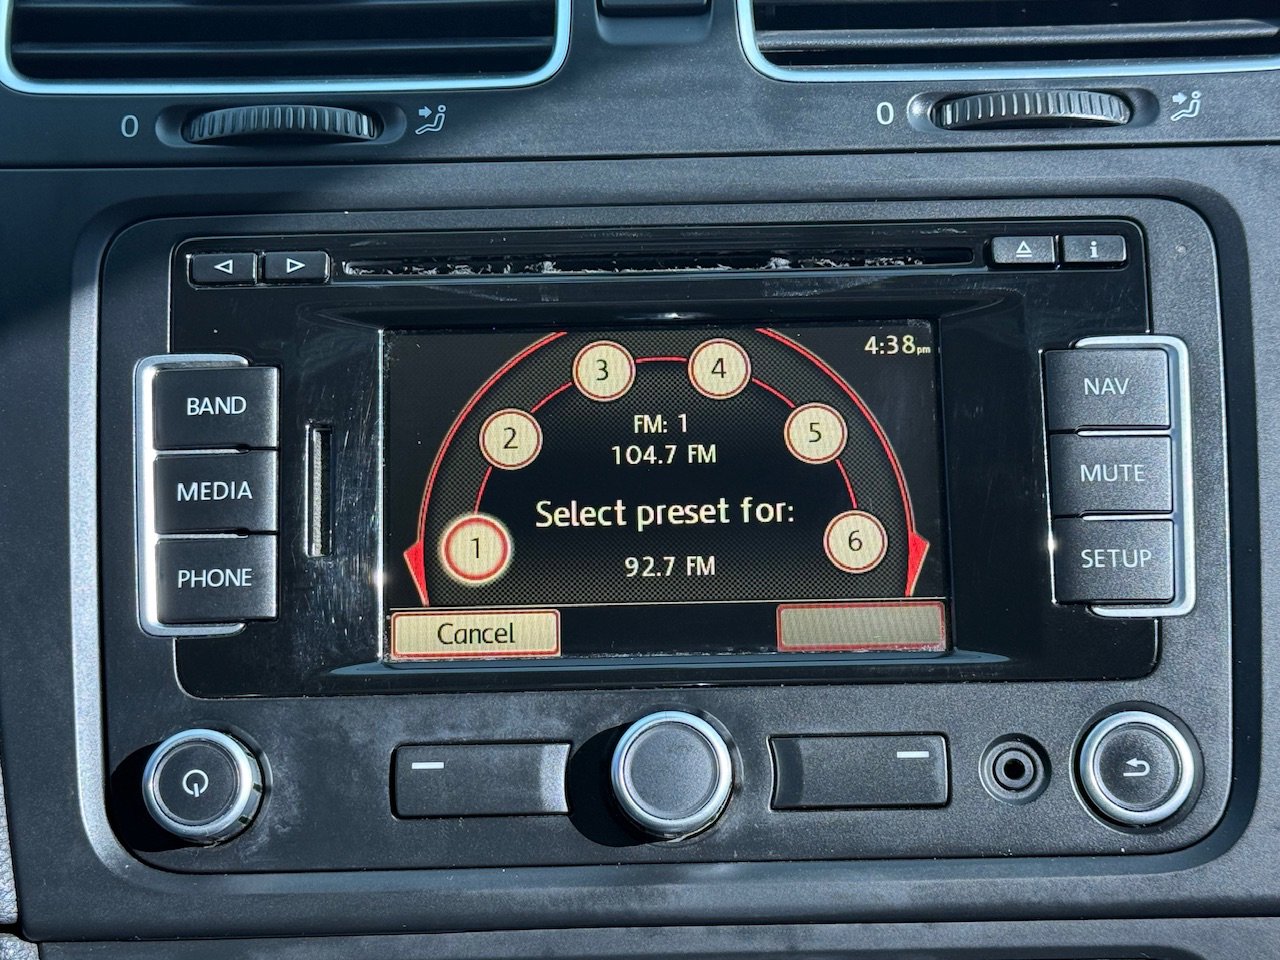 0
0
i
4:38pm
3
4
2
5
FM: 1
104.7 FM
Select preset for:
1
6
92.7 FM
Cancel
BAND
MEDIA
PHONE
NAV
MUTE
SETUP